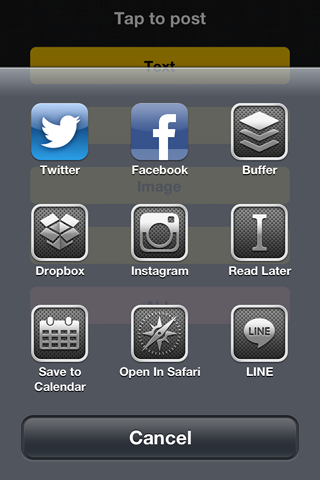 Tap to post
Text
Twitter
Facebook
Buffer
Image
Dropbox
Instagram
Read Later
ALL
LINE
Save to
Calendar
Open In Safari
LINE
Cancel